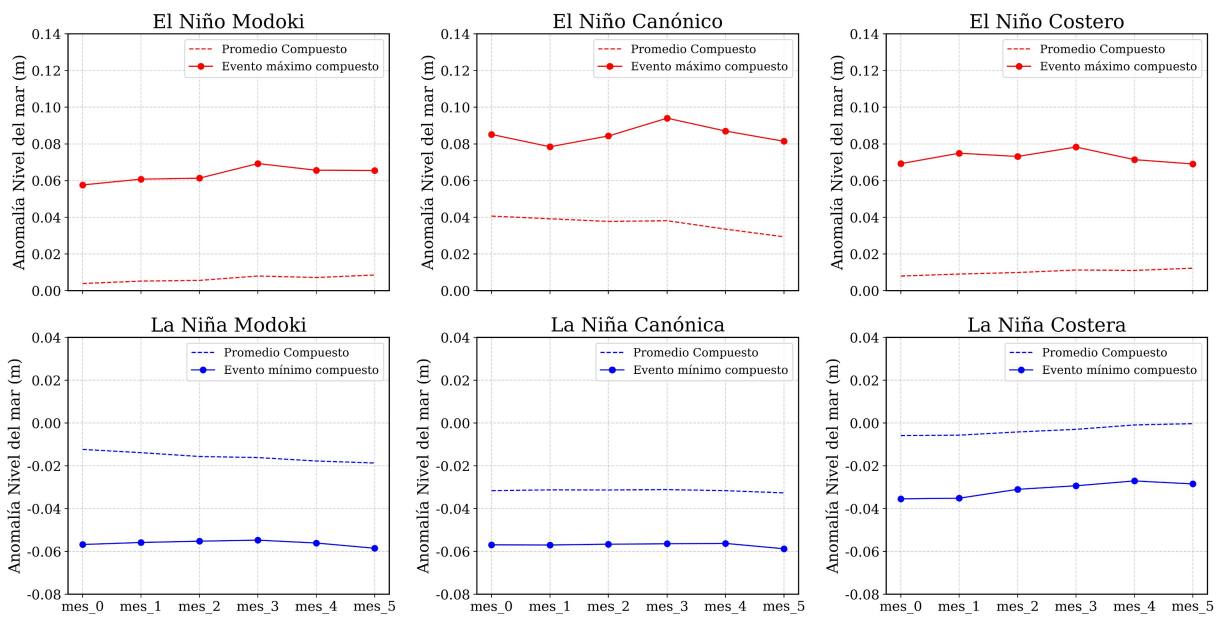 El Niño Modoki
Anomalía Nivel del mar (m)
0.14
0.12
0.10
0.08
0.06
0.04
0.02
0.00
Promedio Compuesto
Evento máximo compuesto
El Niño Canónico
Anomalía Nivel del mar (m)
0.14
0.12
0.10
0.08
0.06
0.04
0.02
0.00
Promedio Compuesto
Evento máximo compuesto
El Niño Costero
Anomalía Nivel del mar (m)
0.14
0.12
0.10
0.08
0.06
0.04
0.02
0.00
Promedio Compuesto
Evento máximo compuesto
La Niña Modoki
Anomalía Nivel del mar (m)
0.04
0.02
0.00
-0.02
-0.04
-0.06
-0.08
Promedio Compuesto
Evento mínimo compuesto
mes_0 mes_1 mes_2 mes_3 mes_4 mes_5
La Niña Canónica
Anomalía Nivel del mar (m)
0.04
0.02
0.00
-0.02
-0.04
-0.06
-0.08
Promedio Compuesto
Evento mínimo compuesto
mes_0 mes_1 mes_2 mes_3 mes_4 mes_5
La Niña Costera
Anomalía Nivel del mar (m)
0.04
0.02
0.00
-0.02
-0.04
-0.06
-0.08
Promedio Compuesto
Evento mínimo compuesto
mes_0 mes_1 mes_2 mes_3 mes_4 mes_5